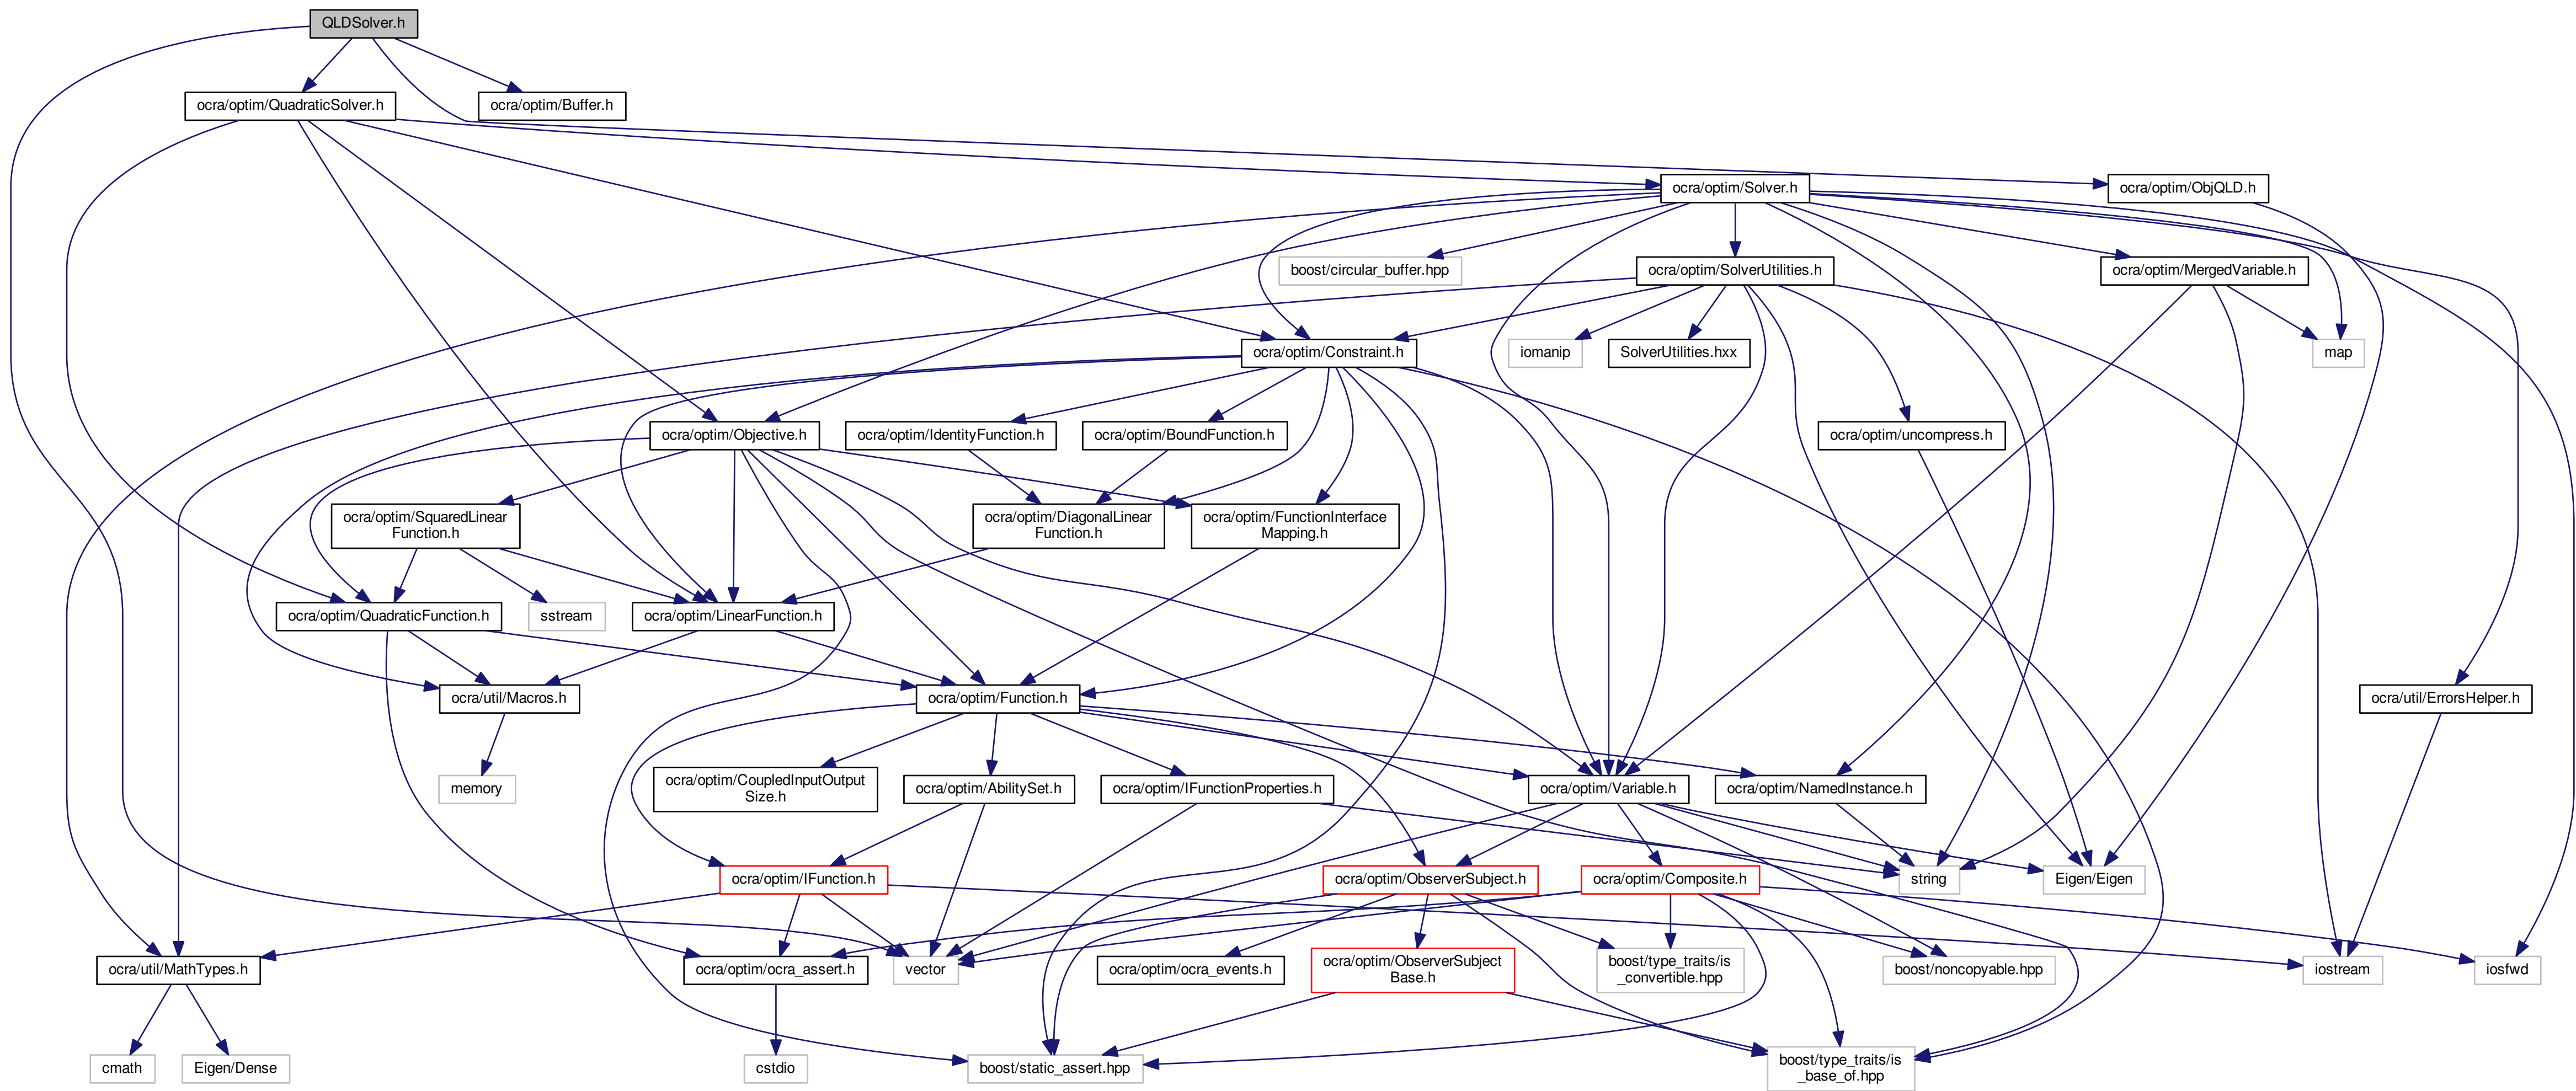 QLDSolver.h
ocra/optim/QuadraticSolver.h
ocra/optim/Buffer.h
ocra/optim/Solver.h
ocra/optim/ObjQLD.h
boost/circular_buffer.hpp
ocra/optim/SolverUtilities.h
ocra/optim/MergedVariable.h
ocra/optim/Constraint.h
iomanip
SolverUtilities.hxx
map
ocra/optim/Objective.h
ocra/optim/IdentityFunction.h
ocra/optim/BoundFunction.h
ocra/optim/uncompress.h
ocra/optim/SquaredLinear
Function.h
ocra/optim/DiagonalLinear
Function.h
ocra/optim/FunctionInterface
Mapping.h
ocra/optim/QuadraticFunction.h
sstream
ocra/optim/LinearFunction.h
ocra/util/Macros.h
ocra/optim/Function.h
ocra/util/ErrorsHelper.h
memory
ocra/optim/CoupledInputOutput
Size.h
ocra/optim/AbilitySet.h
ocra/optim/IFunctionProperties.h
ocra/optim/Variable.h
ocra/optim/NamedInstance.h
ocra/optim/IFunction.h
ocra/optim/ObserverSubject.h
ocra/optim/Composite.h
string
Eigen/Eigen
ocra/util/MathTypes.h
ocra/optim/ocra_assert.h
vector
ocra/optim/ocra_events.h
ocra/optim/ObserverSubject
Base.h
boost/type_traits/is
_convertible.hpp
boost/noncopyable.hpp
iostream
iosfwd
cmath
Eigen/Dense
cstdio
boost/static_assert.hpp
boost/type_traits/is
_base_of.hpp